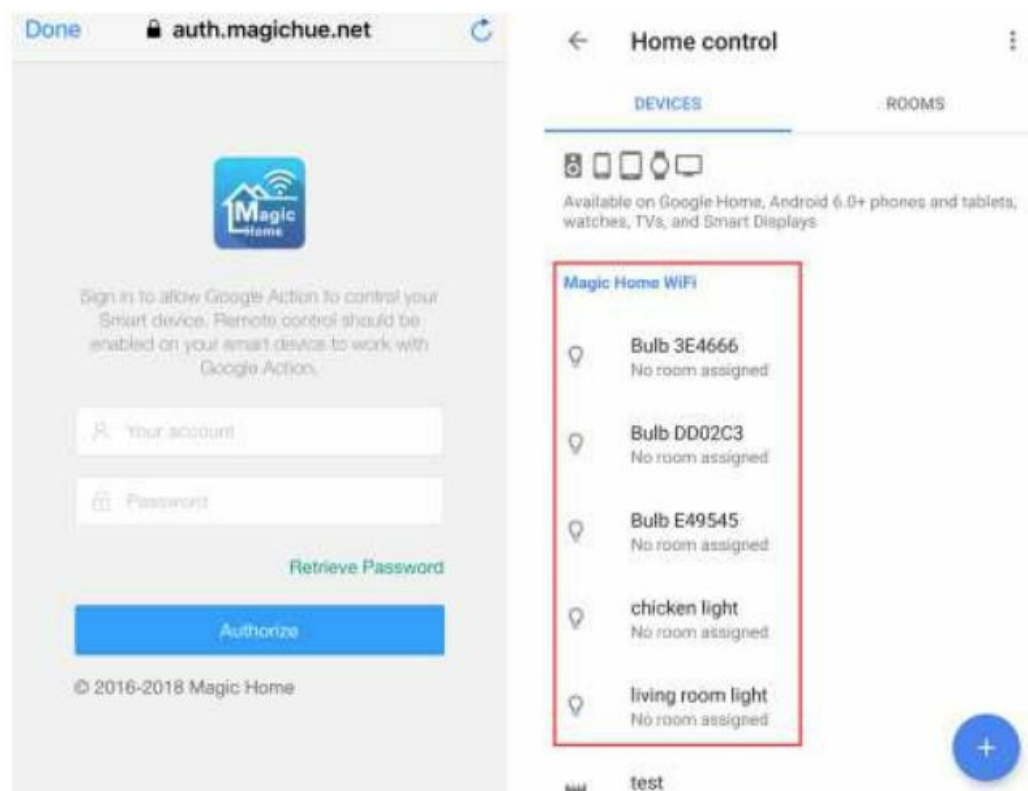 Done
auth.magichue.net
Magic
Home
Sign in to allow Google Action to control your
Smart device. Remote control should be
enabled on your smart device to work with
Google Action.
Your account
Password
Retrieve Password
Authorize
© 2016-2018 Magic Home
Home control
DEVICES
ROOMS
Available on Google Home, Android 6.0+ phones and tablets,
watches, TVs, and Smart Displays
Magic Home WiFi
Bulb 3E4666
No room assigned
Bulb DD02C3
No room assigned
Bulb E49545
No room assigned
chicken light
No room assigned
living room light
No room assigned
+
test